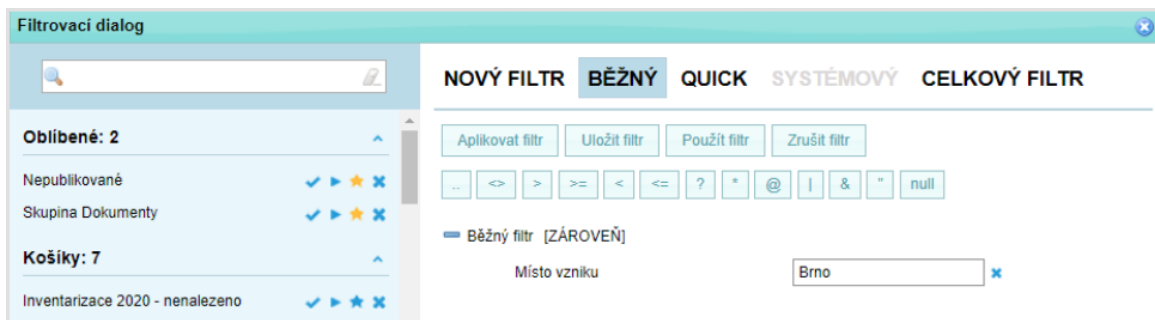 Filtrovací dialog
NOVÝ FILTR BĚŽNÝ QUICK SYSTÉMOVÝ CELKOVÝ FILTR
Oblíbené: 2
Nepublikované
Skupina Dokumenty
Košíky: 7
Inventarizace 2020 - nenalezeno
Aplikovat filtr Uložit filtr Použít filtr Zrušit filtr
.. <> > >= < <= ? * @ | & " null
Běžný filtr [ZÁROVEŇ]
Místo vzniku Brno